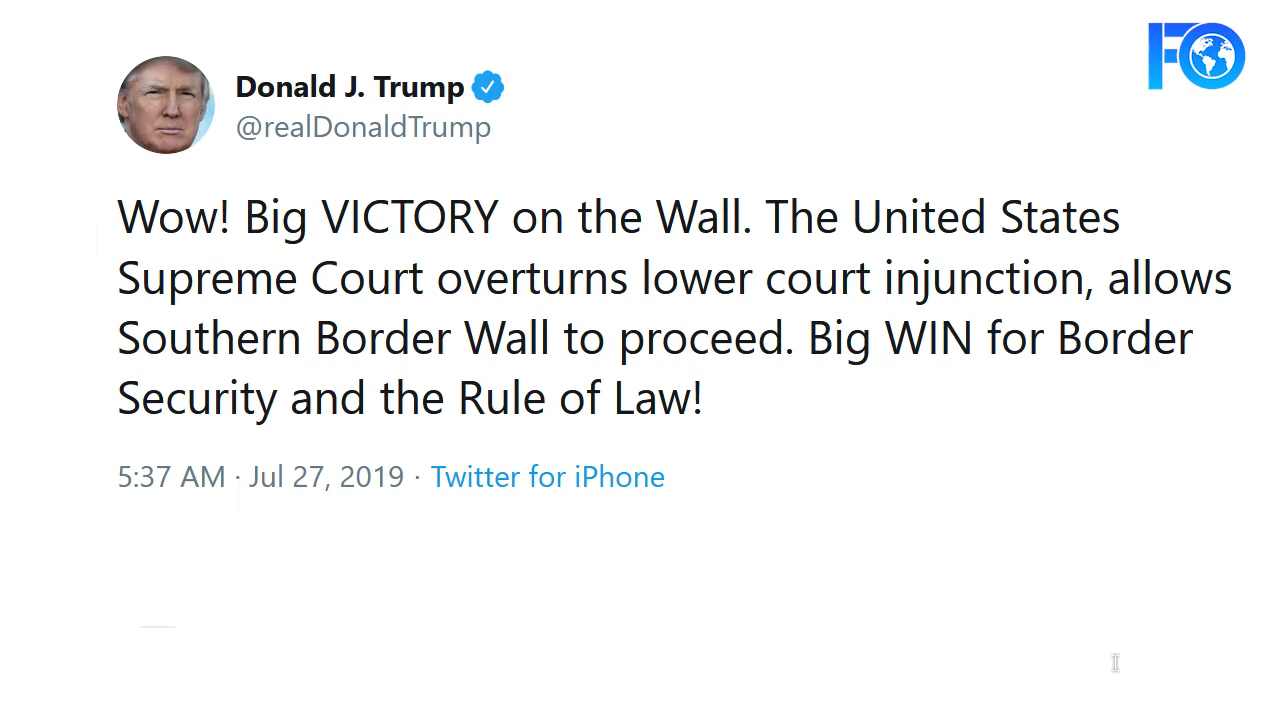 FO
Donald J. Trump
@realDonaldTrump
Wow! Big VICTORY on the Wall. The United States
Supreme Court overturns lower court injunction, allows
Southern Border Wall to proceed. Big WIN for Border
Security and the Rule of Law!
5:37 AM · Jul 27, 2019 · Twitter for iPhone